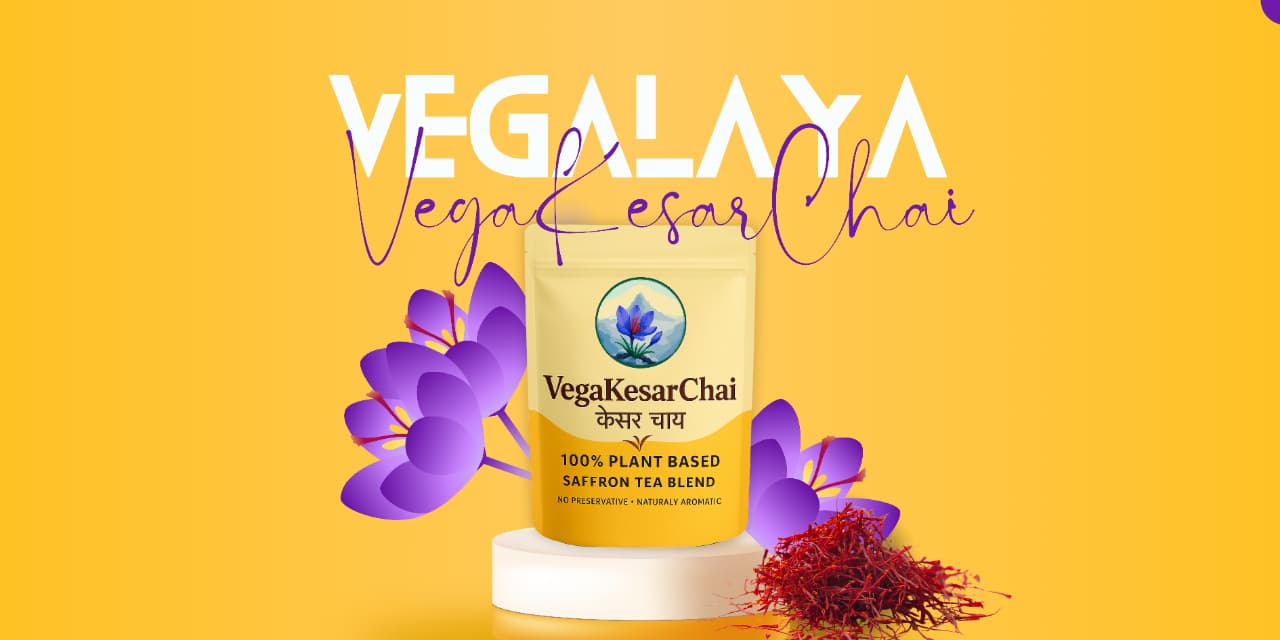 VEGALAYA
VegaKesarChai
VegaKesarChai
केसर चाय
100% PLANT BASED
SAFFRON TEA BLEND
NO PRESERVATIVE • NATURALY AROMATIC